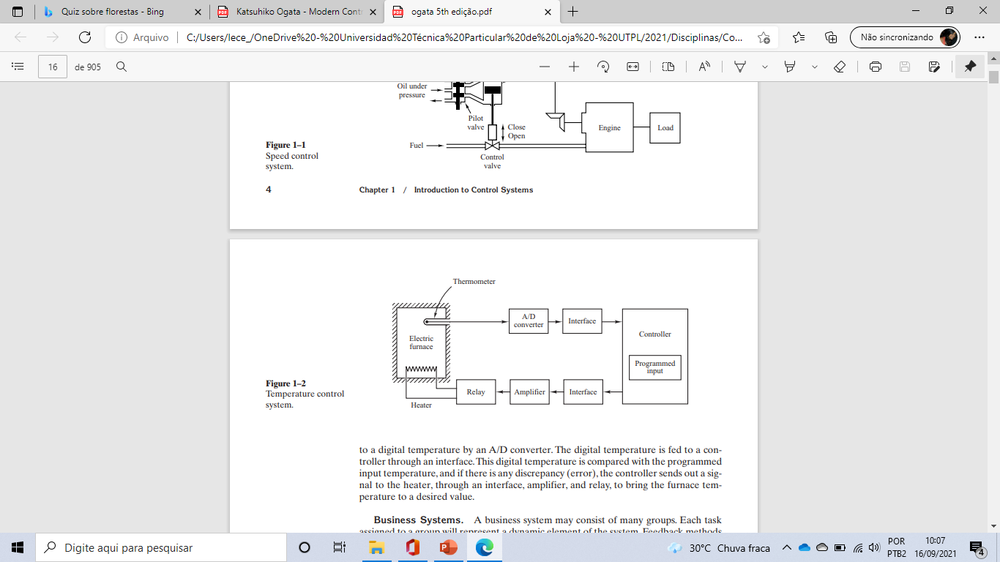 Quiz sobre florestas - Bing
Katsuhiko Ogata - Modern Cont
ogata 5th edição.pdf
Arquivo
C:/Users/lece_/OneDrive%20-%20Universidad%20Técnica%20Particular%20de%20Loja%20-%20UTPL/2021/Disciplinas/Co...
Não sincronizando
16
de 905
Oil under
pressure
Pilot
valve
Close
Open
Engine
Load
Fuel
Control
valve
Figure 1–1
Speed control
system.
4
Chapter 1 / Introduction to Control Systems
Thermometer
A/D
converter
Interface
Controller
Electric
furnace
Programmed
input
Relay
Amplifier
Interface
Heater
Figure 1–2
Temperature control
system.
to a digital temperature by an A/D converter. The digital temperature is fed to a con-
troller through an interface. This digital temperature is compared with the programmed
input temperature, and if there is any discrepancy (error), the controller sends out a sig-
nal to the heater, through an interface, amplifier, and relay, to bring the furnace tem-
perature to a desired value.
Business Systems. A business system may consist of many groups. Each task
assigned to a group will represent a dynamic element of the system. Feedback methods
Digite aqui para pesquisar
30°C Chuva fraca
POR
PTB2
10:07
16/09/2021
4